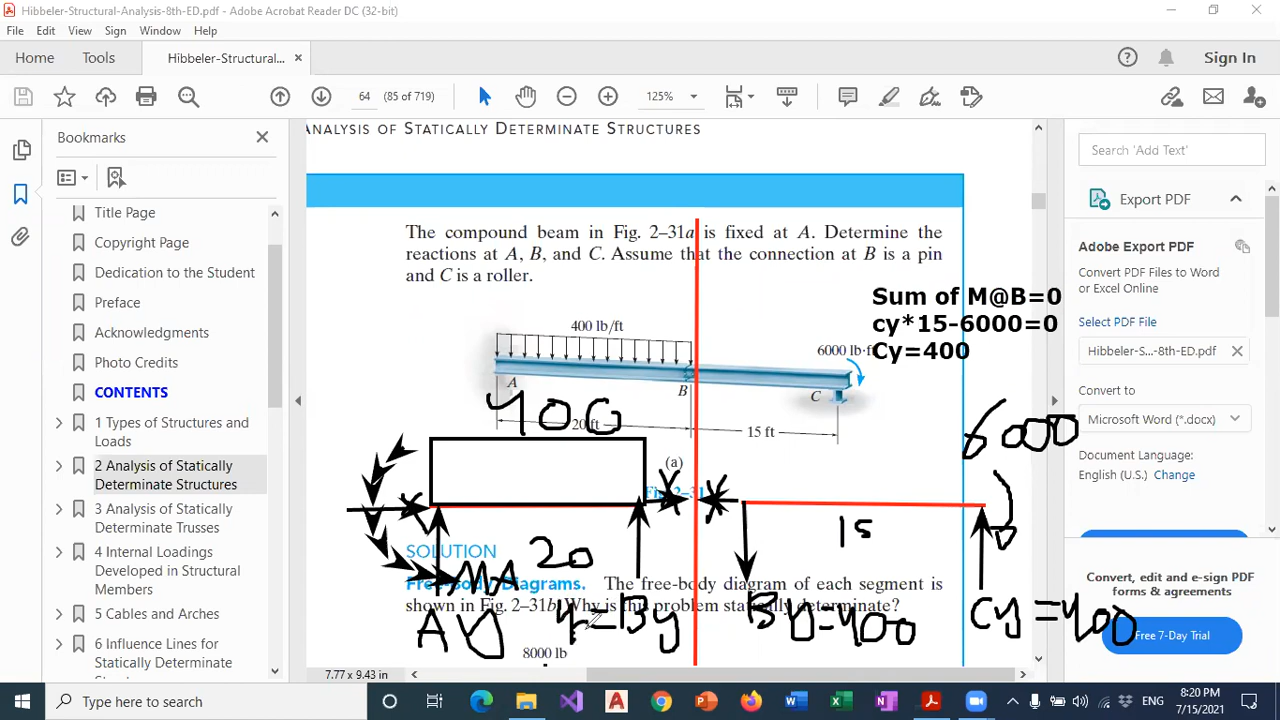 Hibbeler-Structural-Analysis-8th-ED.pdf - Adobe Acrobat Reader DC (32-bit)
File Edit View Sign Window Help
Home Tools Hibbeler-Structural... Sign In
64 (85 of 719) 125%
Bookmarks
Title Page
Copyright Page
Dedication to the Student
Preface
Acknowledgments
Photo Credits
CONTENTS
1 Types of Structures and
Loads
2 Analysis of Statically
Determinate Structures
3 Analysis of Statically
Determinate Trusses
4 Internal Loadings
Developed in Structural
Members
5 Cables and Arches
6 Influence Lines for
Statically Determinate
ANALYSIS OF STATICALLY DETERMINATE STRUCTURES
The compound beam in Fig. 2–31a is fixed at A. Determine the
reactions at A, B, and C. Assume that the connection at B is a pin
and C is a roller.
Sum of M@B=0
cy*15-6000=0
Cy=400
400 lb/ft
6000 lb·ft
A
B
C
20 ft
15 ft
(a)
Fig. 2–31
400
6000
15
20
MA
Ay
=By
By=400
Cy=400
SOLUTION
Free-Body Diagrams. The free-body diagram of each segment is
shown in Fig. 2–31b. Why is this problem statically determinate?
8000 lb
7.77 x 9.43 in
Search 'Add Text'
Export PDF
Adobe Export PDF
Convert PDF Files to Word
or Excel Online
Select PDF File
Hibbeler-S...-8th-ED.pdf
Convert to
Microsoft Word (*.docx)
Document Language:
English (U.S.) Change
Convert, edit and e-sign PDF
forms & agreements
Free 7-Day Trial
Type here to search
ENG
8:20 PM
7/15/2021